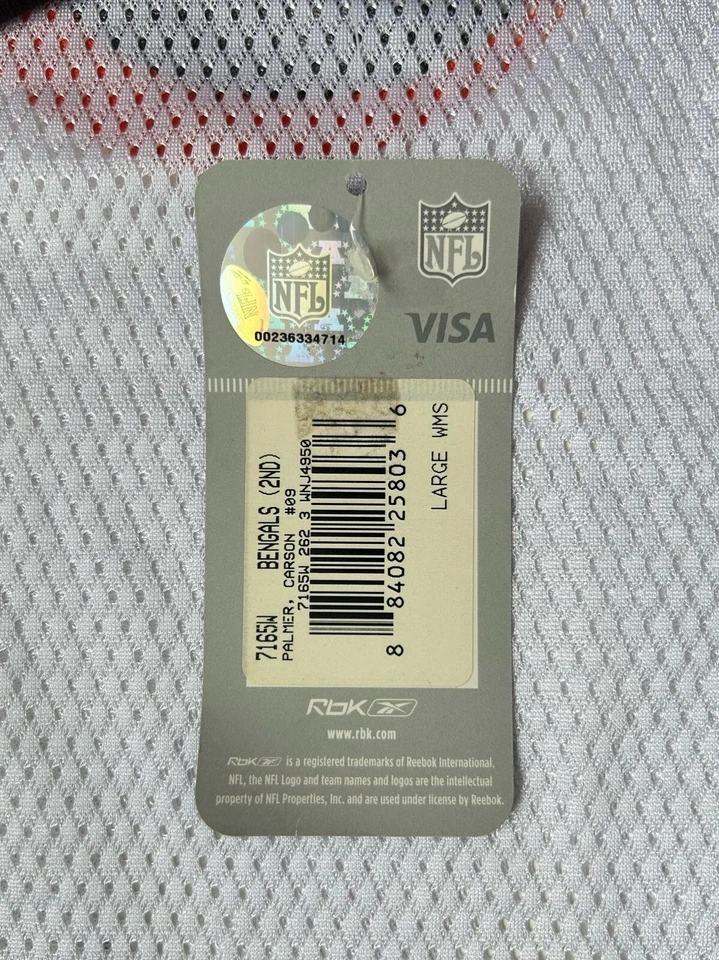 NFL
NFL
00236334714
VISA
7165W BENGALS (2ND)
PALMER, CARSON #09
7165W 262 3 WNJ4950
8 84082 25803 6
LARGE WMS
Rbk
www.rbk.com
Rbk is a registered trademarks of Reebok International.
NFL, the NFL Logo and team names and logos are the intellectual
property of NFL Properties, Inc. and are used under license by Reebok.